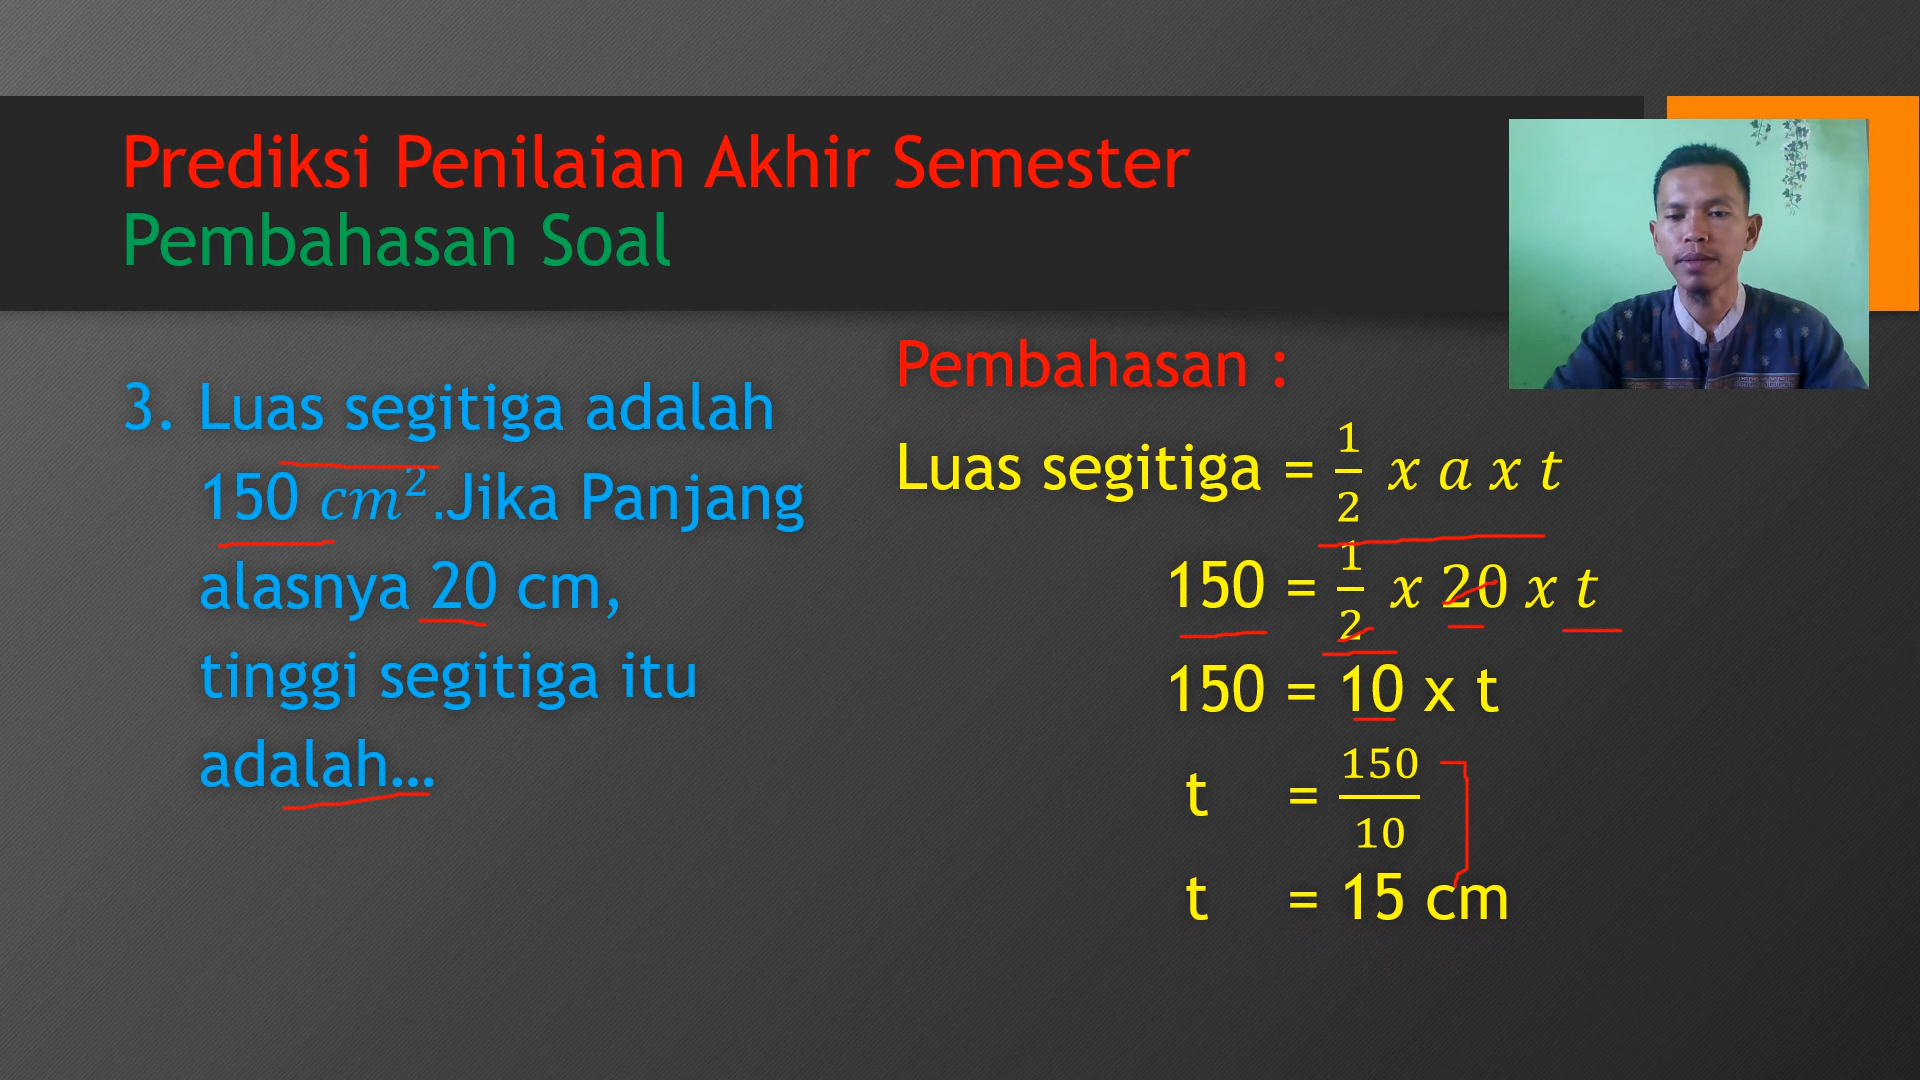 Prediksi Penilaian Akhir Semester
Pembahasan Soal
3. Luas segitiga adalah
150 cm².Jika Panjang
alasnya 20 cm,
tinggi segitiga itu
adalah...
Pembahasan :
Luas segitiga = 1/2 x a x t
150 = 1/2 x 20 x t
150 = 10 x t
t = 150/10
t = 15 cm